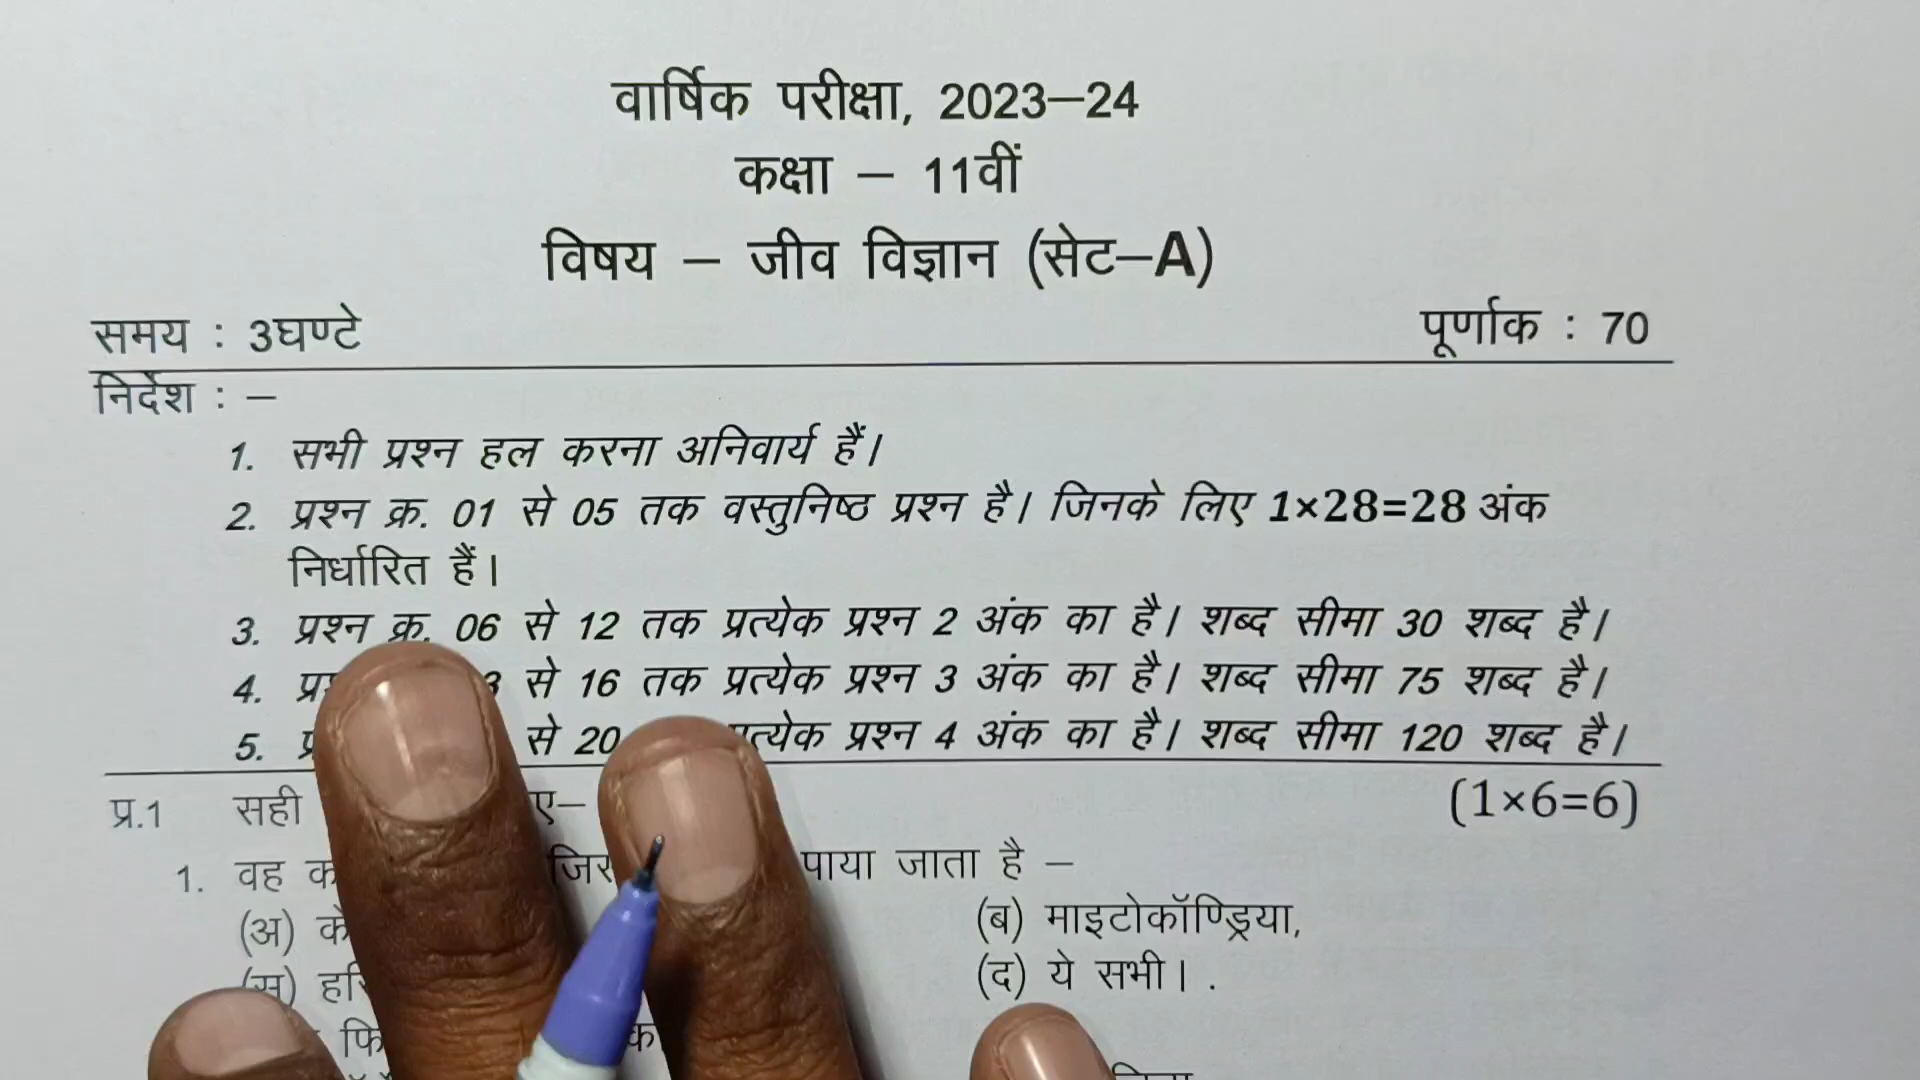 वार्षिक परीक्षा, 2023–24
कक्षा – 11वीं
विषय – जीव विज्ञान (सेट–A)
समय : 3घण्टे पूर्णाक : 70
निर्देश : –
1. सभी प्रश्न हल करना अनिवार्य हैं।
2. प्रश्न क्र. 01 से 05 तक वस्तुनिष्ठ प्रश्न है। जिनके लिए 1×28=28 अंक
निर्धारित हैं।
3. प्रश्न क्र. 06 से 12 तक प्रत्येक प्रश्न 2 अंक का है। शब्द सीमा 30 शब्द है।
4. से 16 तक प्रत्येक प्रश्न 3 अंक का है। शब्द सीमा 75 शब्द है।
5. से 20 प्रत्येक प्रश्न 4 अंक का है। शब्द सीमा 120 शब्द है।
प्र.1 सही (1×6=6)
1. वह पाया जाता है –
(अ) (ब) माइटोकॉण्ड्रिया,
(स) (द) ये सभी। .